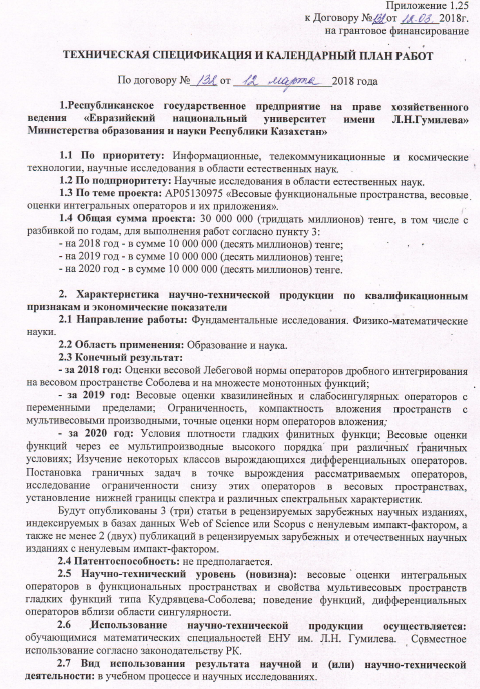 Приложение 1.25
к Договору № 132 от 12.03. 2018г.
на грантовое финансирование
ТЕХНИЧЕСКАЯ СПЕЦИФИКАЦИЯ И КАЛЕНДАРНЫЙ ПЛАН РАБОТ
По договору № 132 от 12 марта 2018 года
1.Республиканское государственное предприятие на праве хозяйственного
ведения «Евразийский национальный университет имени Л.Н.Гумилева»
Министерства образования и науки Республики Казахстан»
1.1 По приоритету: Информационные, телекоммуникационные и космические
технологии, научные исследования в области естественных наук.
1.2 По подприоритету: Научные исследования в области естественных наук.
1.3 По теме проекта: АР05130975 «Весовые функциональные пространства, весовые
оценки интегральных операторов и их приложения».
1.4 Общая сумма проекта: 30 000 000 (тридцать миллионов) тенге, в том числе с
разбивкой по годам, для выполнения работ согласно пункту 3:
- на 2018 год - в сумме 10 000 000 (десять миллионов) тенге;
- на 2019 год - в сумме 10 000 000 (десять миллионов) тенге;
- на 2020 год - в сумме 10 000 000 (десять миллионов) тенге.
2. Характеристика научно-технической продукции по квалификационным
признакам и экономические показатели
2.1 Направление работы: Фундаментальные исследования. Физико-математические
науки.
2.2 Область применения: Образование и наука.
2.3 Конечный результат:
- за 2018 год: Оценки весовой Лебеговой нормы операторов дробного интегрирования
на весовом пространстве Соболева и на множесте монотонных функций;
- за 2019 год: Весовые оценки квазилинейных и слабосингулярных операторов с
переменными пределами; Ограниченность, компактность вложения пространств с
мультивесовыми производными, точные оценки норм операторов вложения;
- за 2020 год: Условия плотности гладких финитных функци; Весовые оценки
функций через ее мультипроизводные высокого порядка при различных граничных
условиях; Изучение некоторых классов вырождающихся дифференциальных операторов.
Постановка граничных задач в точке вырождения рассматриваемых операторов,
исследование ограниченности снизу этих операторов в весовых пространствах,
установление нижней границы спектра и различных спектральных характеристик.
Будут опубликованы 3 (три) статьи в рецензируемых зарубежных научных изданиях,
индексируемых в базах данных Web of Science или Scopus с ненулевым импакт-фактором, а
также не менее 2 (двух) публикаций в рецензируемых зарубежных и отечественных научных
изданиях с ненулевым импакт-фактором.
2.4 Патентоспособность: не предполагается.
2.5 Научно-технический уровень (новизна): весовые оценки интегральных
операторов в функциональных пространствах и свойства мультивесовых пространств
гладких функций типа Кудрявцева-Соболева; поведение функций, дифференциальных
операторов вблизи области сингулярности.
2.6 Использование научно-технической продукции осуществляется:
обучающимися математических специальностей ЕНУ им. Л.Н. Гумилева. Совместное
использование согласно законодательству РК.
2.7 Вид использования результата научной и (или) научно-технической
деятельности: в учебном процессе и научных исследованиях.